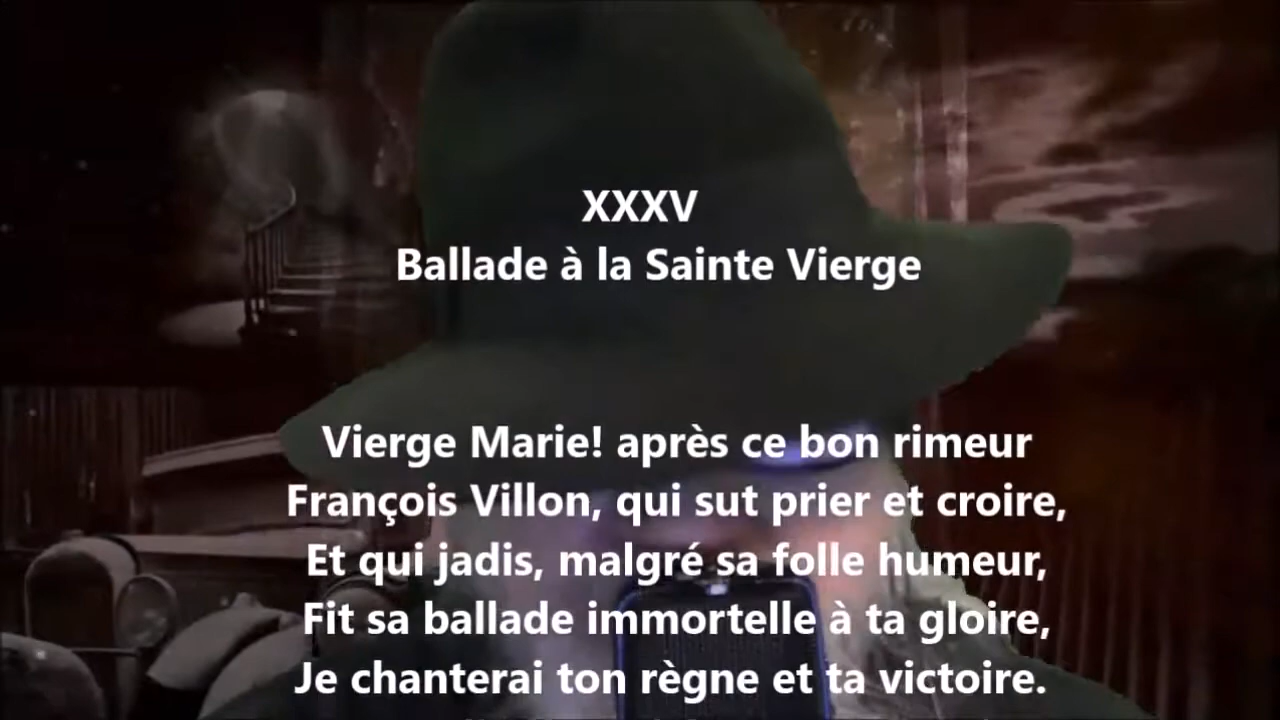 XXXV
Ballade à la Sainte Vierge
Vierge Marie! après ce bon rimeur
François Villon, qui sut prier et croire,
Et qui jadis, malgré sa folle humeur,
Fit sa ballade immortelle à ta gloire,
Je chanterai ton règne et ta victoire.